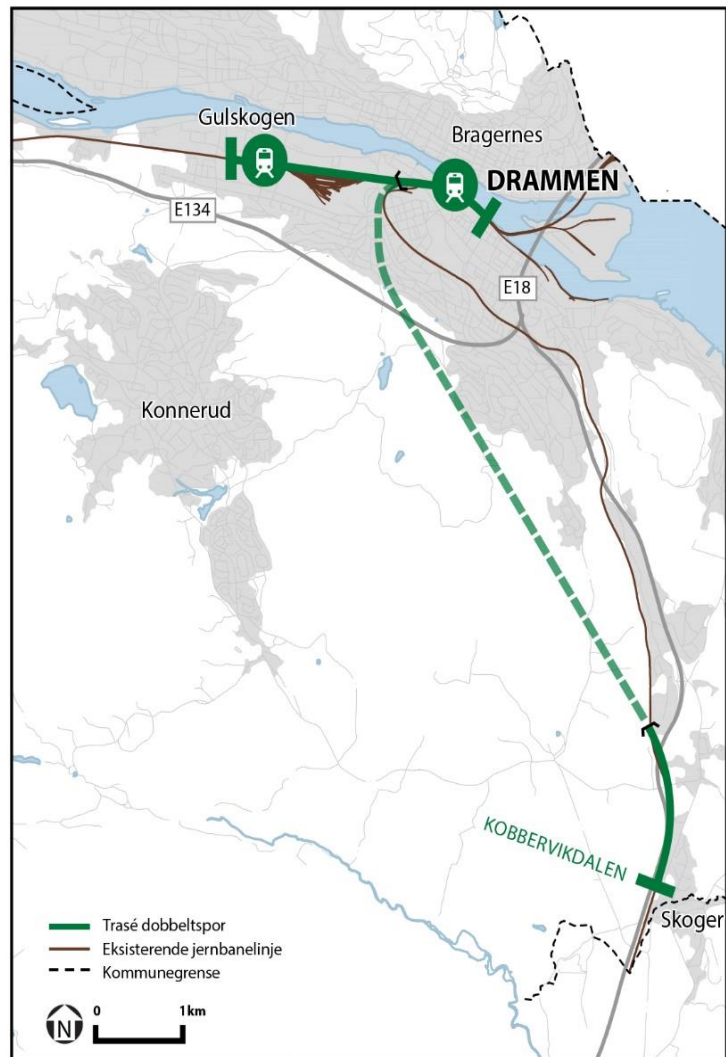 Gulskogen
Bragernes
DRAMMEN
E134
E18
Konnerud
KOBBERVIKDALEN
Skoger
Trasé dobbeltspor
Eksisterende jernbanelinje
Kommunegrense
N
0 1km